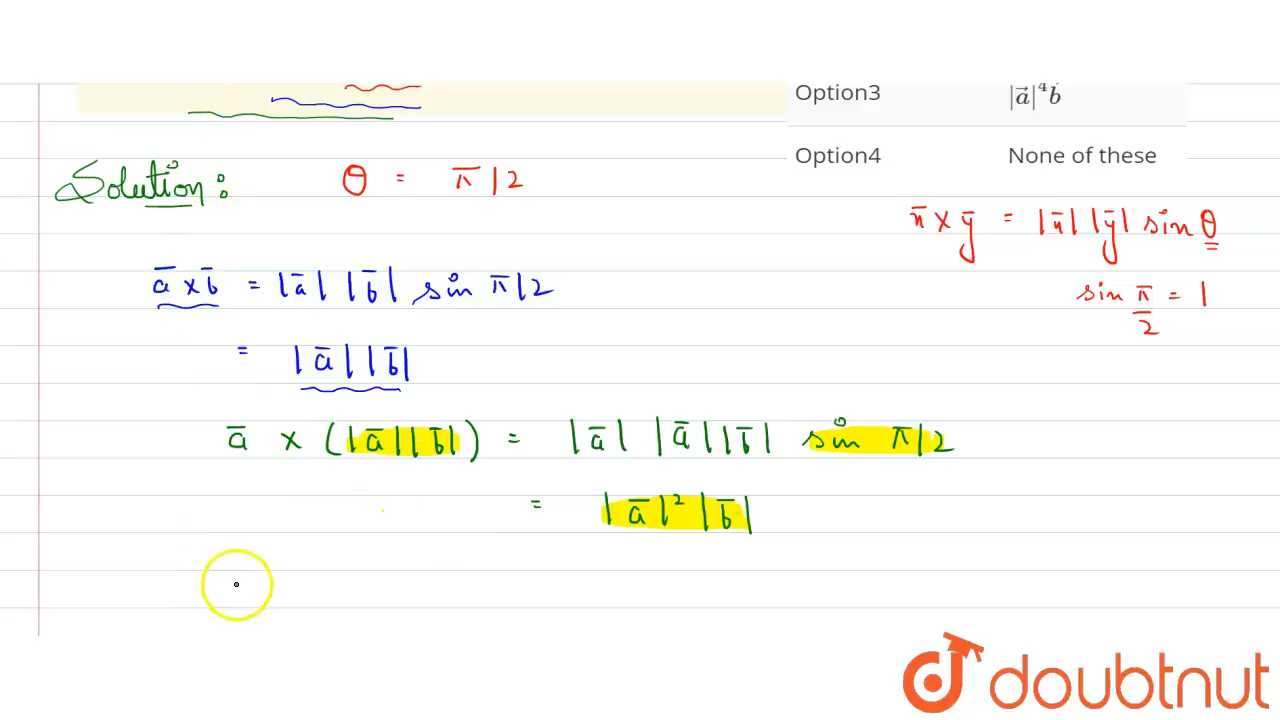 Option3 |a⃗|⁴b⃗
Option4 None of these
Solution: θ = π/2
x̄ × ȳ = |x̄| |ȳ| sin θ
ā × b̄ = |ā| |b̄| sin π/2
sin π/2 = 1
= |ā| |b̄|
ā × (|ā||b̄|) = |ā| |ā||b̄| sin π/2
= |ā|² |b̄|
doubtnut